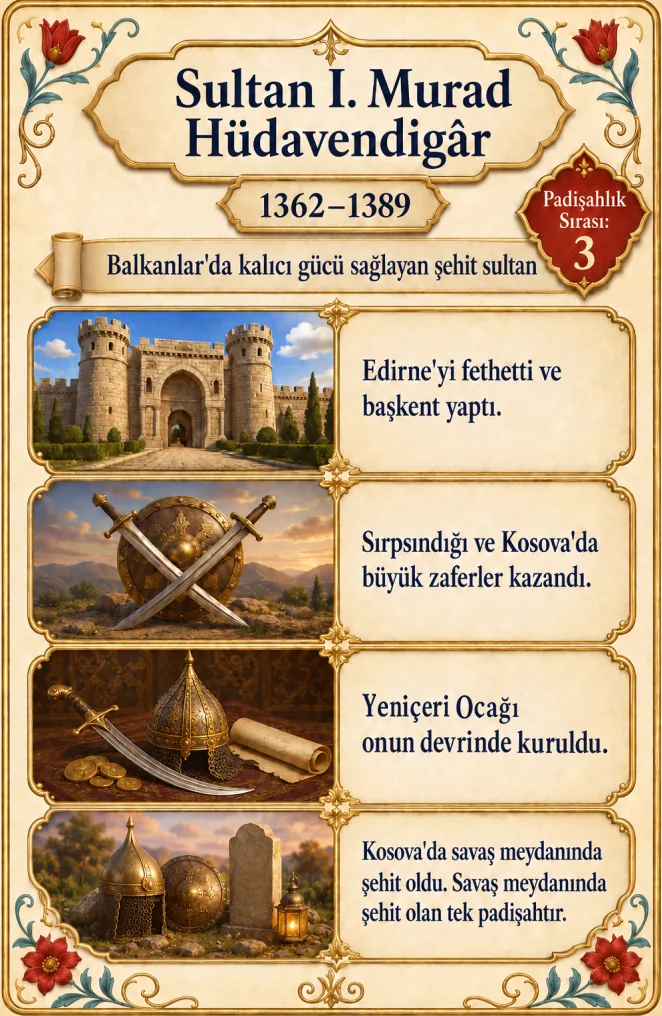 Sultan I. Murad
Hüdavendigâr
1362–1389
Padişahlık
Sırası:
3
Balkanlar'da kalıcı gücü sağlayan şehit sultan
Edirne'yi fethetti ve
başkent yaptı.
Sırpsındığı ve Kosova'da
büyük zaferler kazandı.
Yeniçeri Ocağı
onun devrinde kuruldu.
Kosova'da savaş meydanında
şehit oldu. Savaş meydanında
şehit olan tek padişahtır.